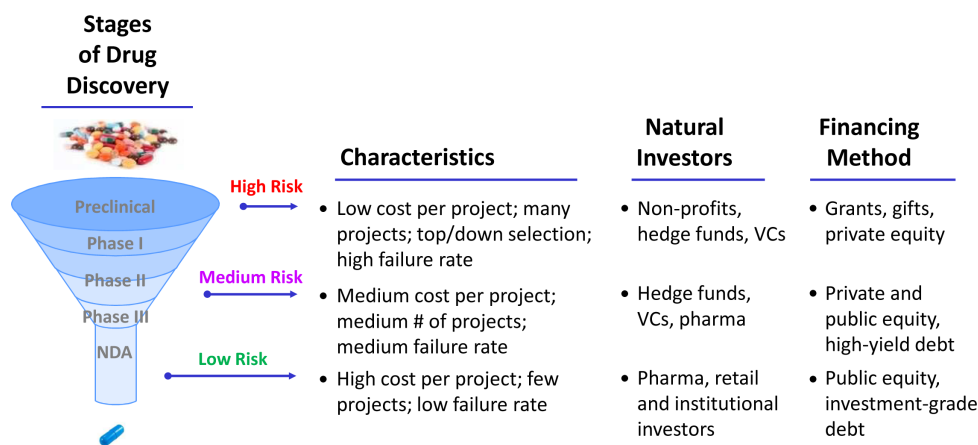 Stages
of Drug
Discovery
Natural
Investors
Financing
Method
Characteristics
High Risk
Preclinical
• Low cost per project; many
projects; top/down selection;
high failure rate
• Non-profits,
hedge funds, VCs
• Grants, gifts,
private equity
Phase I
Medium Risk
Phase II
• Medium cost per project;
medium # of projects;
medium failure rate
• Hedge funds,
VCs, pharma
• Private and
public equity,
high-yield debt
Phase III
NDA
Low Risk
• High cost per project; few
projects; low failure rate
• Pharma, retail
and institutional
investors
• Public equity,
investment-grade
debt